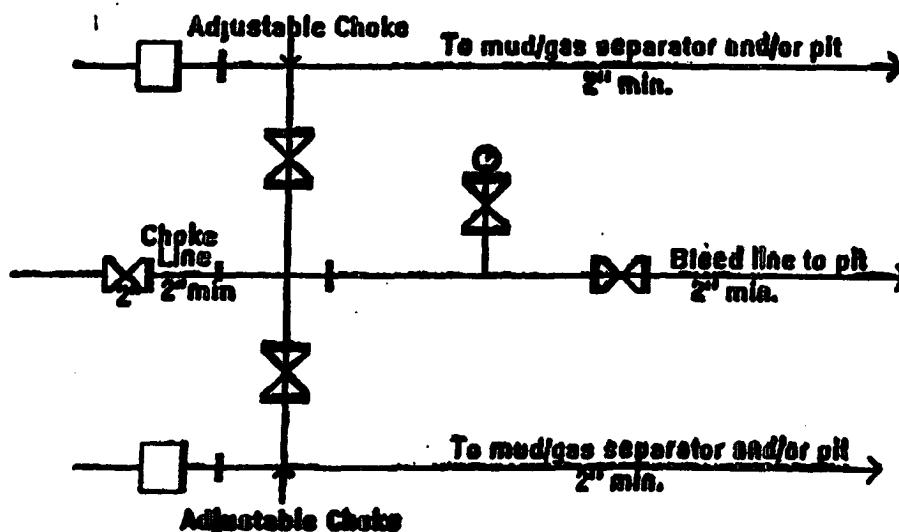 Adjustable Choke
To mud/gas separator and/or pit
2" min.
Choke
Line
2"
2" min
Bleed line to pit
2" min.
To mud/gas separator and/or pit
2" min.
Adjustable Choke